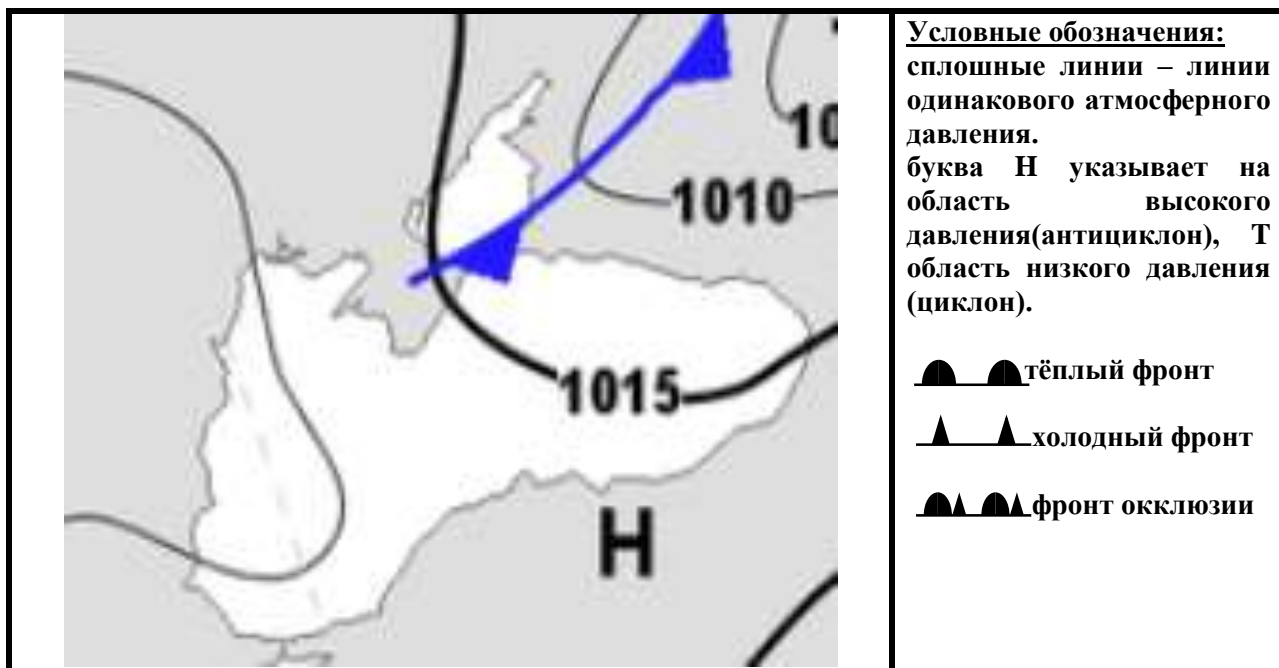 10
1010
1015
H
Условные обозначения:
сплошные линии – линии
одинакового атмосферного
давления.
буква Н указывает на
область высокого
давления(антициклон), Т
область низкого давления
(циклон).
тёплый фронт
холодный фронт
фронт окклюзии